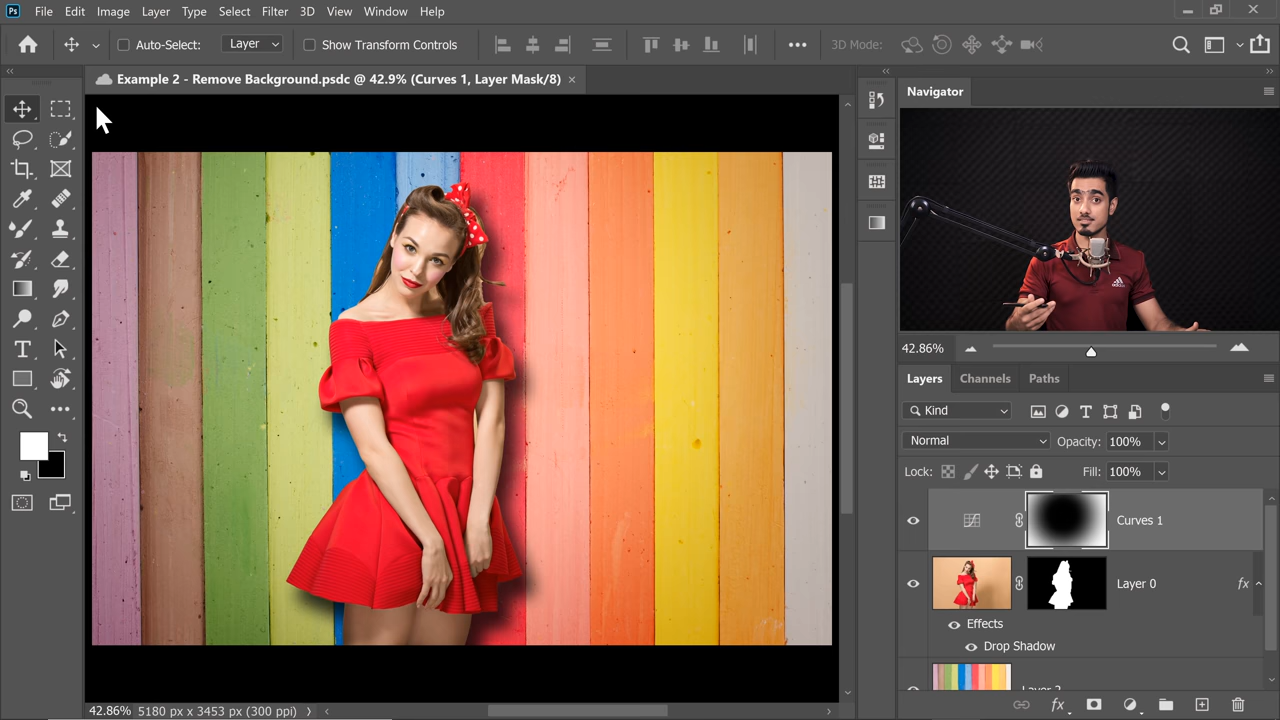 Ps File Edit Image Layer Type Select Filter 3D View Window Help
Auto-Select: Layer Show Transform Controls 3D Mode:
Example 2 - Remove Background.psdc @ 42.9% (Curves 1, Layer Mask/8)
Navigator
adidas
42.86%
Layers Channels Paths
Kind
Normal Opacity: 100%
Lock: Fill: 100%
Curves 1
Layer 0 fx
Effects
Drop Shadow
42.86% 5180 px x 3453 px (300 ppi)
fx